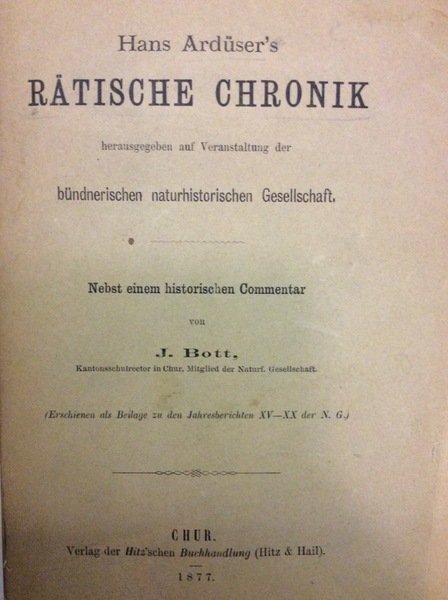 Hans Ardüser's
RÄTISCHE CHRONIK
herausgegeben auf Veranstaltung der
bündnerischen naturhistorischen Gesellschaft.
Nebst einem historischen Commentar
von
J. Bott,
Kantonsschulrector in Chur, Mitglied der Naturf. Gesellschaft.
(Erschienen als Beilage zu den Jahresberichten XV—XX der N. G.)
CHUR.
Verlag der Hitz'schen Buchhandlung (Hitz & Hail).
1877.